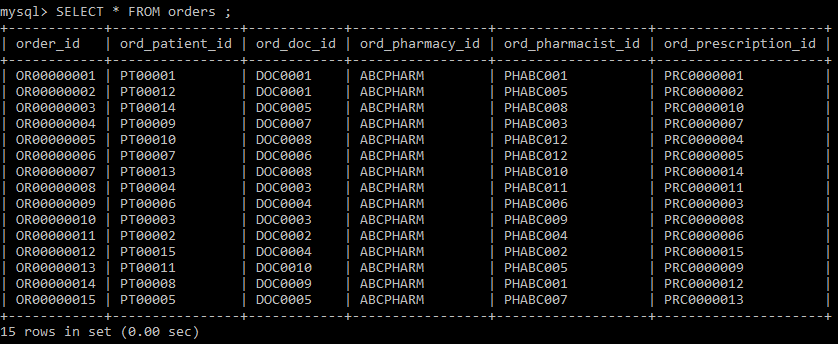 mysql> SELECT * FROM orders ;
+------------+----------------+------------+-----------------+-------------------+---------------------+
| order_id | ord_patient_id | ord_doc_id | ord_pharmacy_id | ord_pharmacist_id | ord_prescription_id |
+------------+----------------+------------+-----------------+-------------------+---------------------+
| OR00000001 | PT00001 | DOC0001 | ABCPHARM | PHABC001 | PRC0000001 |
| OR00000002 | PT00012 | DOC0001 | ABCPHARM | PHABC005 | PRC0000002 |
| OR00000003 | PT00014 | DOC0005 | ABCPHARM | PHABC008 | PRC0000010 |
| OR00000004 | PT00009 | DOC0007 | ABCPHARM | PHABC003 | PRC0000007 |
| OR00000005 | PT00010 | DOC0008 | ABCPHARM | PHABC012 | PRC0000004 |
| OR00000006 | PT00007 | DOC0006 | ABCPHARM | PHABC012 | PRC0000005 |
| OR00000007 | PT00013 | DOC0008 | ABCPHARM | PHABC010 | PRC0000014 |
| OR00000008 | PT00004 | DOC0003 | ABCPHARM | PHABC011 | PRC0000011 |
| OR00000009 | PT00006 | DOC0004 | ABCPHARM | PHABC006 | PRC0000003 |
| OR00000010 | PT00003 | DOC0003 | ABCPHARM | PHABC009 | PRC0000008 |
| OR00000011 | PT00002 | DOC0002 | ABCPHARM | PHABC004 | PRC0000006 |
| OR00000012 | PT00015 | DOC0004 | ABCPHARM | PHABC002 | PRC0000015 |
| OR00000013 | PT00011 | DOC0010 | ABCPHARM | PHABC005 | PRC0000009 |
| OR00000014 | PT00008 | DOC0009 | ABCPHARM | PHABC001 | PRC0000012 |
| OR00000015 | PT00005 | DOC0005 | ABCPHARM | PHABC007 | PRC0000013 |
+------------+----------------+------------+-----------------+-------------------+---------------------+
15 rows in set (0.00 sec)